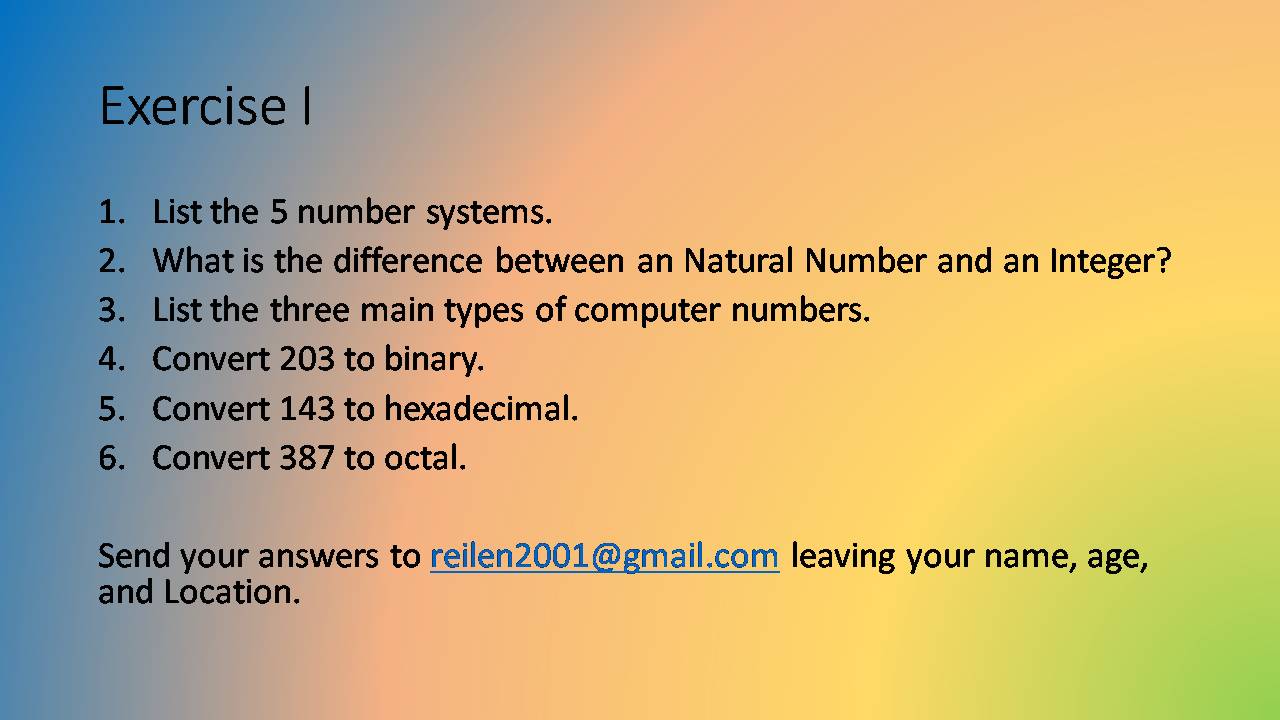 Exercise I
1. List the 5 number systems.
2. What is the difference between an Natural Number and an Integer?
3. List the three main types of computer numbers.
4. Convert 203 to binary.
5. Convert 143 to hexadecimal.
6. Convert 387 to octal.
Send your answers to reilen2001@gmail.com leaving your name, age,
and Location.